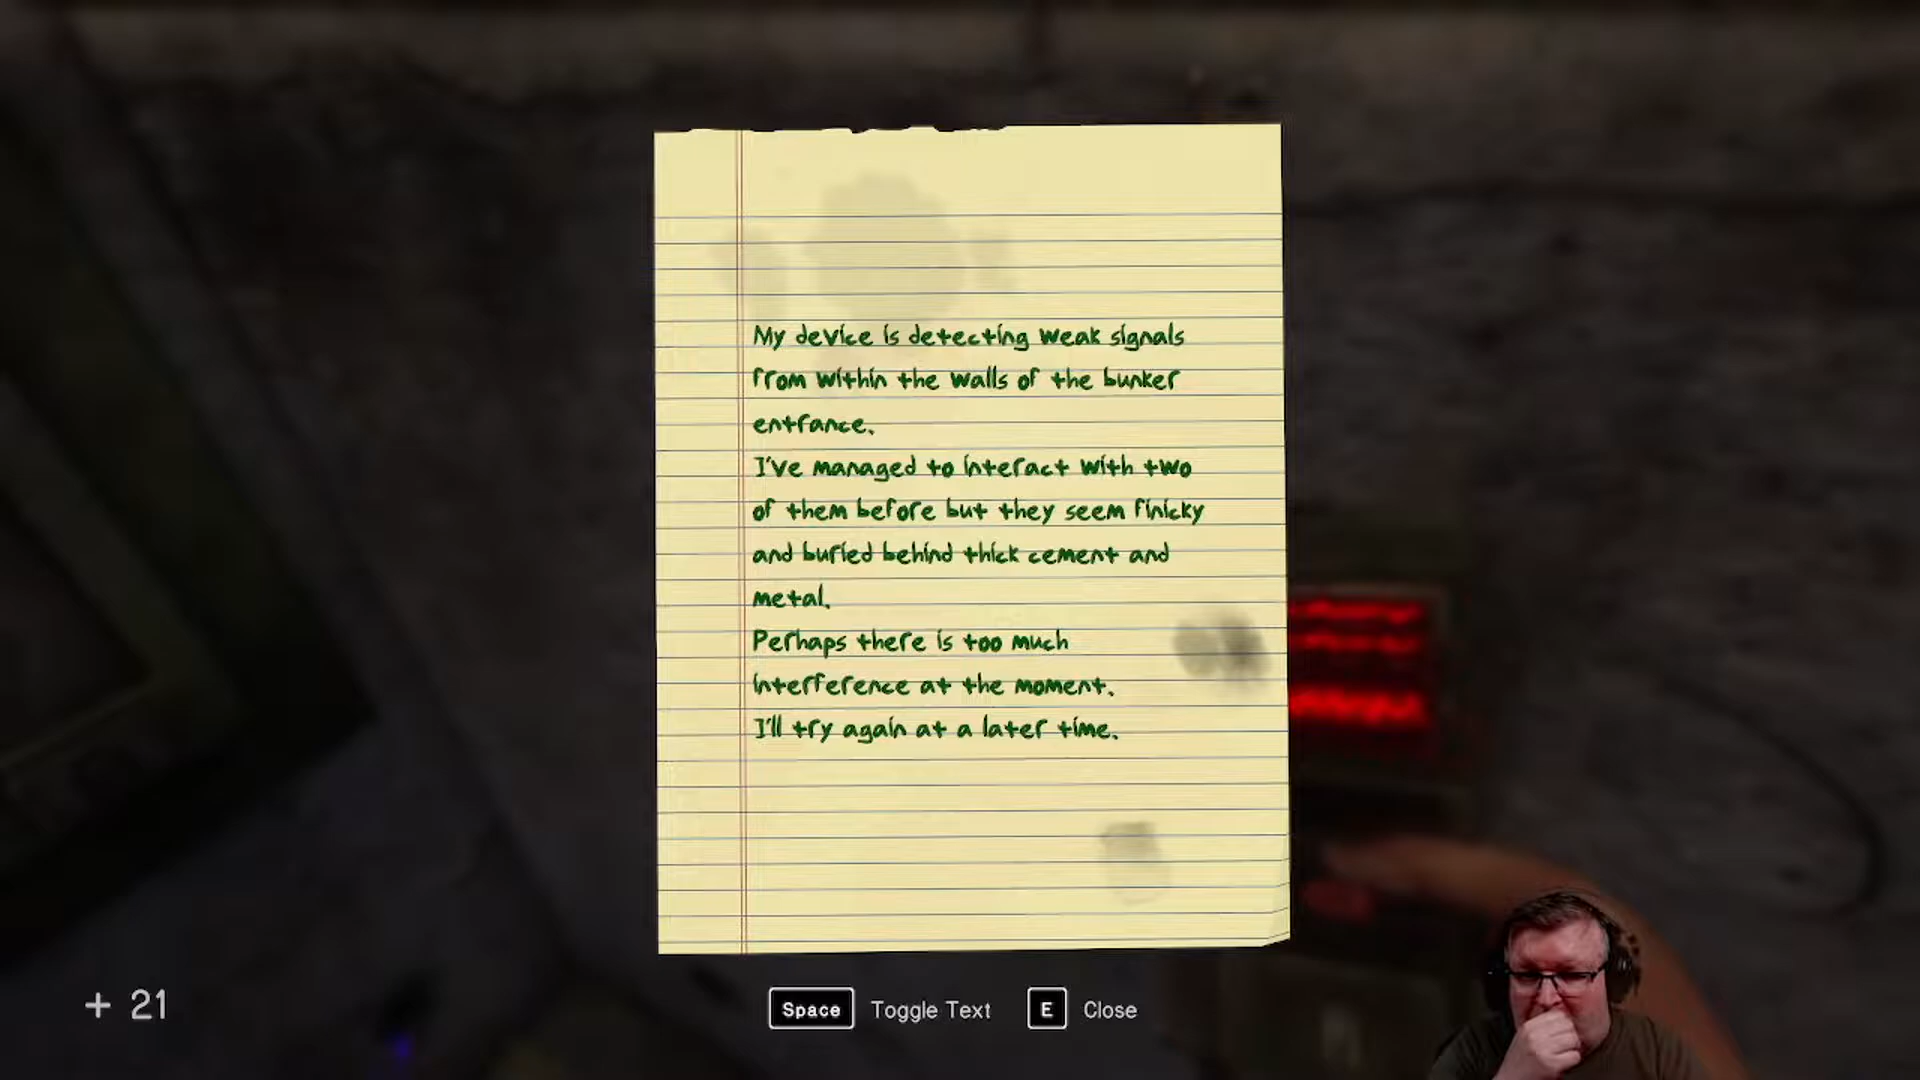 My device is detecting weak signals
from within the walls of the bunker
entrance.
I've managed to interact with two
of them before but they seem finicky
and buried behind thick cement and
metal.
Perhaps there is too much
interference at the moment.
I'll try again at a later time.
+ 21
Space Toggle Text E Close